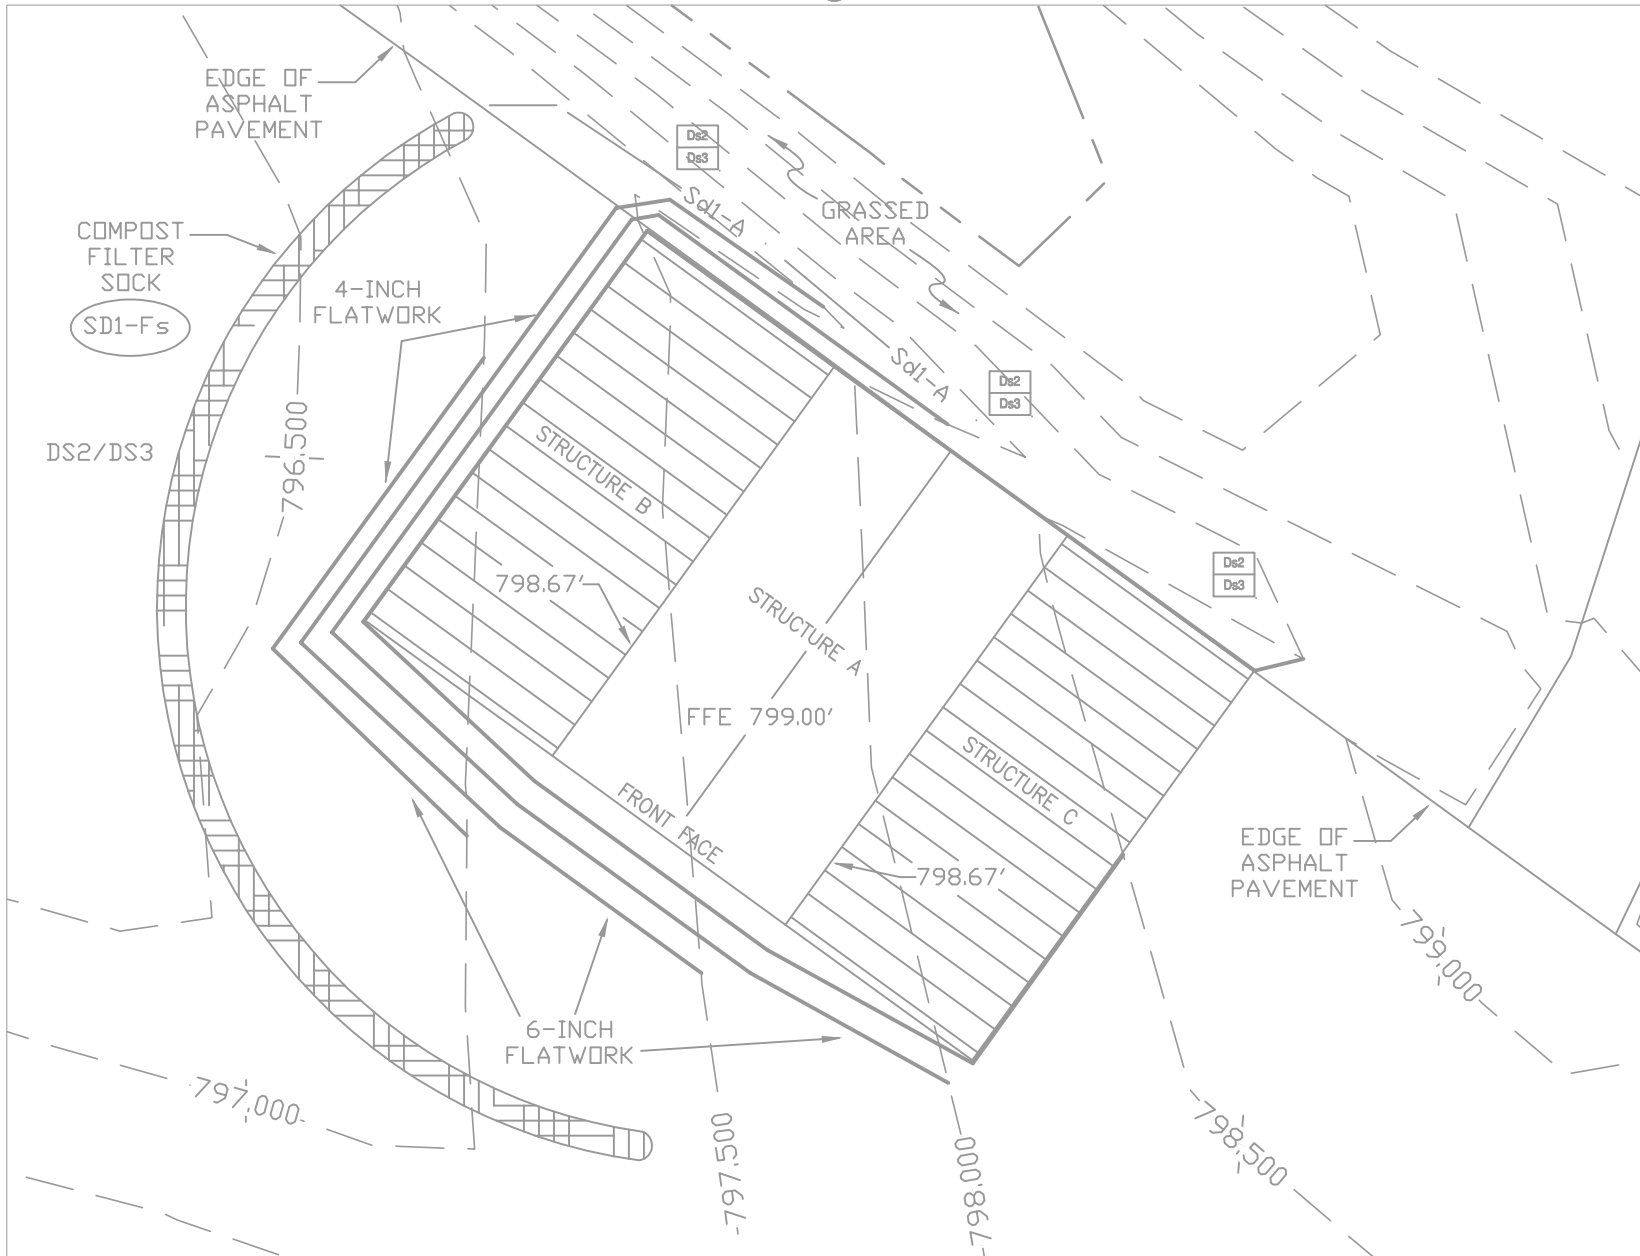 EDGE OF
ASPHALT
PAVEMENT
Ds2
Ds3
Sd1-A
GRASSED
AREA
COMPOST
FILTER
SOCK
SD1-Fs
4-INCH
FLATWORK
Sd1-A
Ds2
Ds3
DS2/DS3
796.500
STRUCTURE B
798.67'
STRUCTURE A
Ds2
Ds3
FFE 799.00'
STRUCTURE C
FRONT FACE
798.67'
EDGE OF
ASPHALT
PAVEMENT
799.000
6-INCH
FLATWORK
797.000
797.500
798.000
798.500